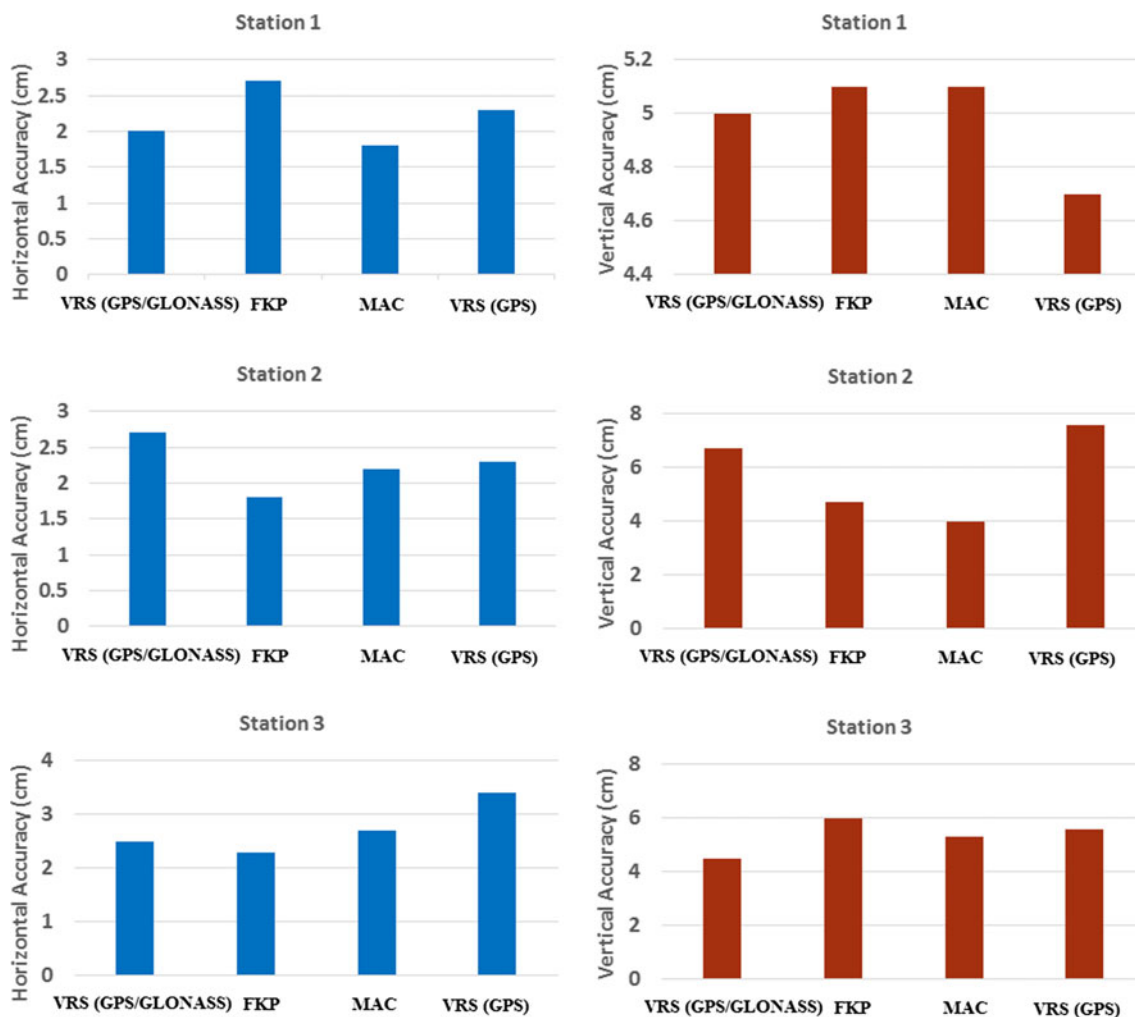 Station 1
Horizontal Accuracy (cm)
3
2.5
2
1.5
1
0.5
0
VRS (GPS/GLONASS) FKP MAC VRS (GPS)
Station 1
Vertical Accuracy (cm)
5.2
5
4.8
4.6
4.4
VRS (GPS/GLONASS) FKP MAC VRS (GPS)
Station 2
Horizontal Accuracy (cm)
3
2.5
2
1.5
1
0.5
0
VRS (GPS/GLONASS) FKP MAC VRS (GPS)
Station 2
Vertical Accuracy (cm)
8
6
4
2
0
VRS (GPS/GLONASS) FKP MAC VRS (GPS)
Station 3
Horizontal Accuracy (cm)
4
3
2
1
0
VRS (GPS/GLONASS) FKP MAC VRS (GPS)
Station 3
Vertical Accuracy (cm)
8
6
4
2
0
VRS (GPS/GLONASS) FKP MAC VRS (GPS)